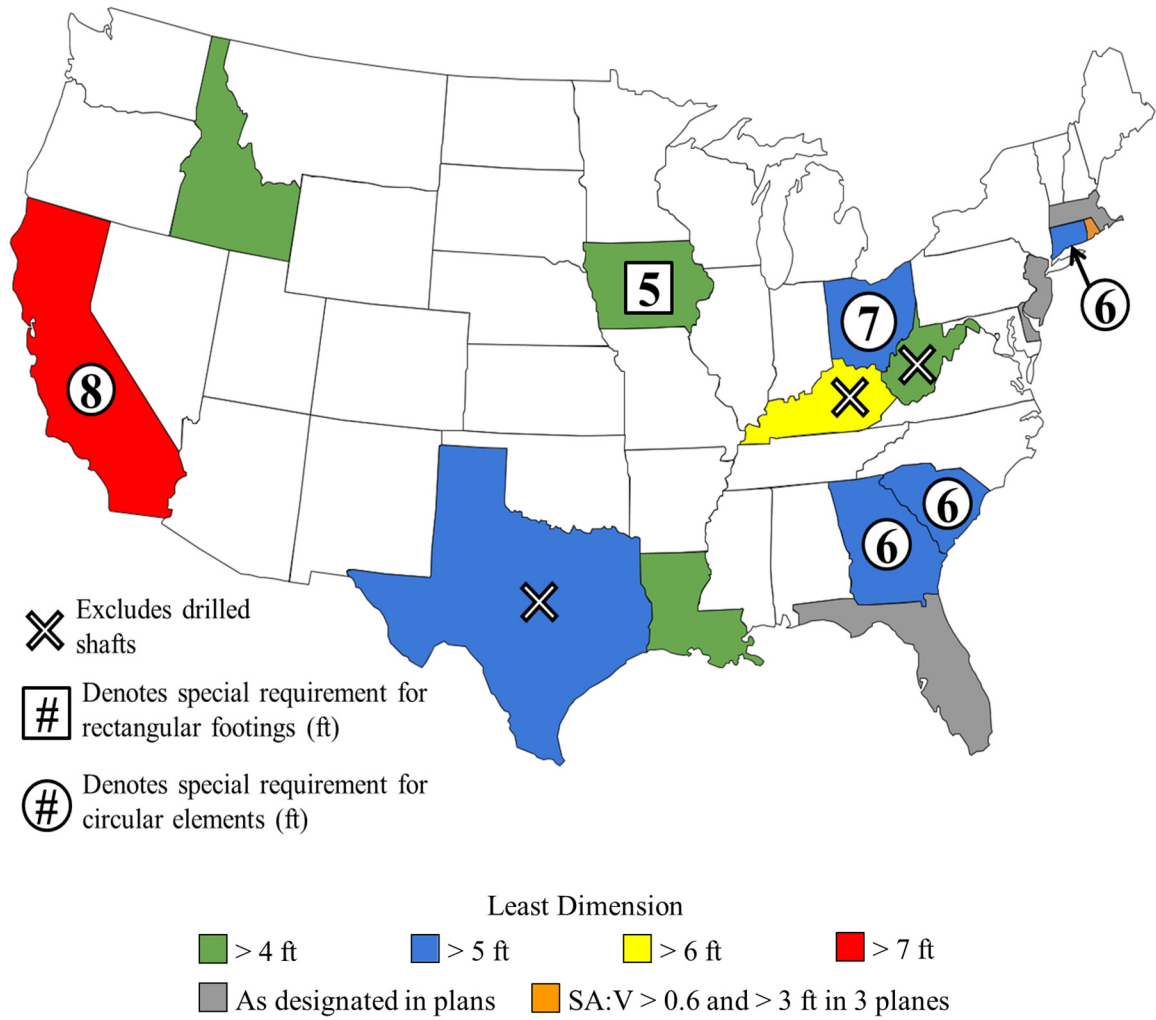 5
7
6
8
6
6
Excludes drilled
shafts
# Denotes special requirement for
rectangular footings (ft)
# Denotes special requirement for
circular elements (ft)
Least Dimension
> 4 ft > 5 ft > 6 ft > 7 ft
As designated in plans SA:V > 0.6 and > 3 ft in 3 planes